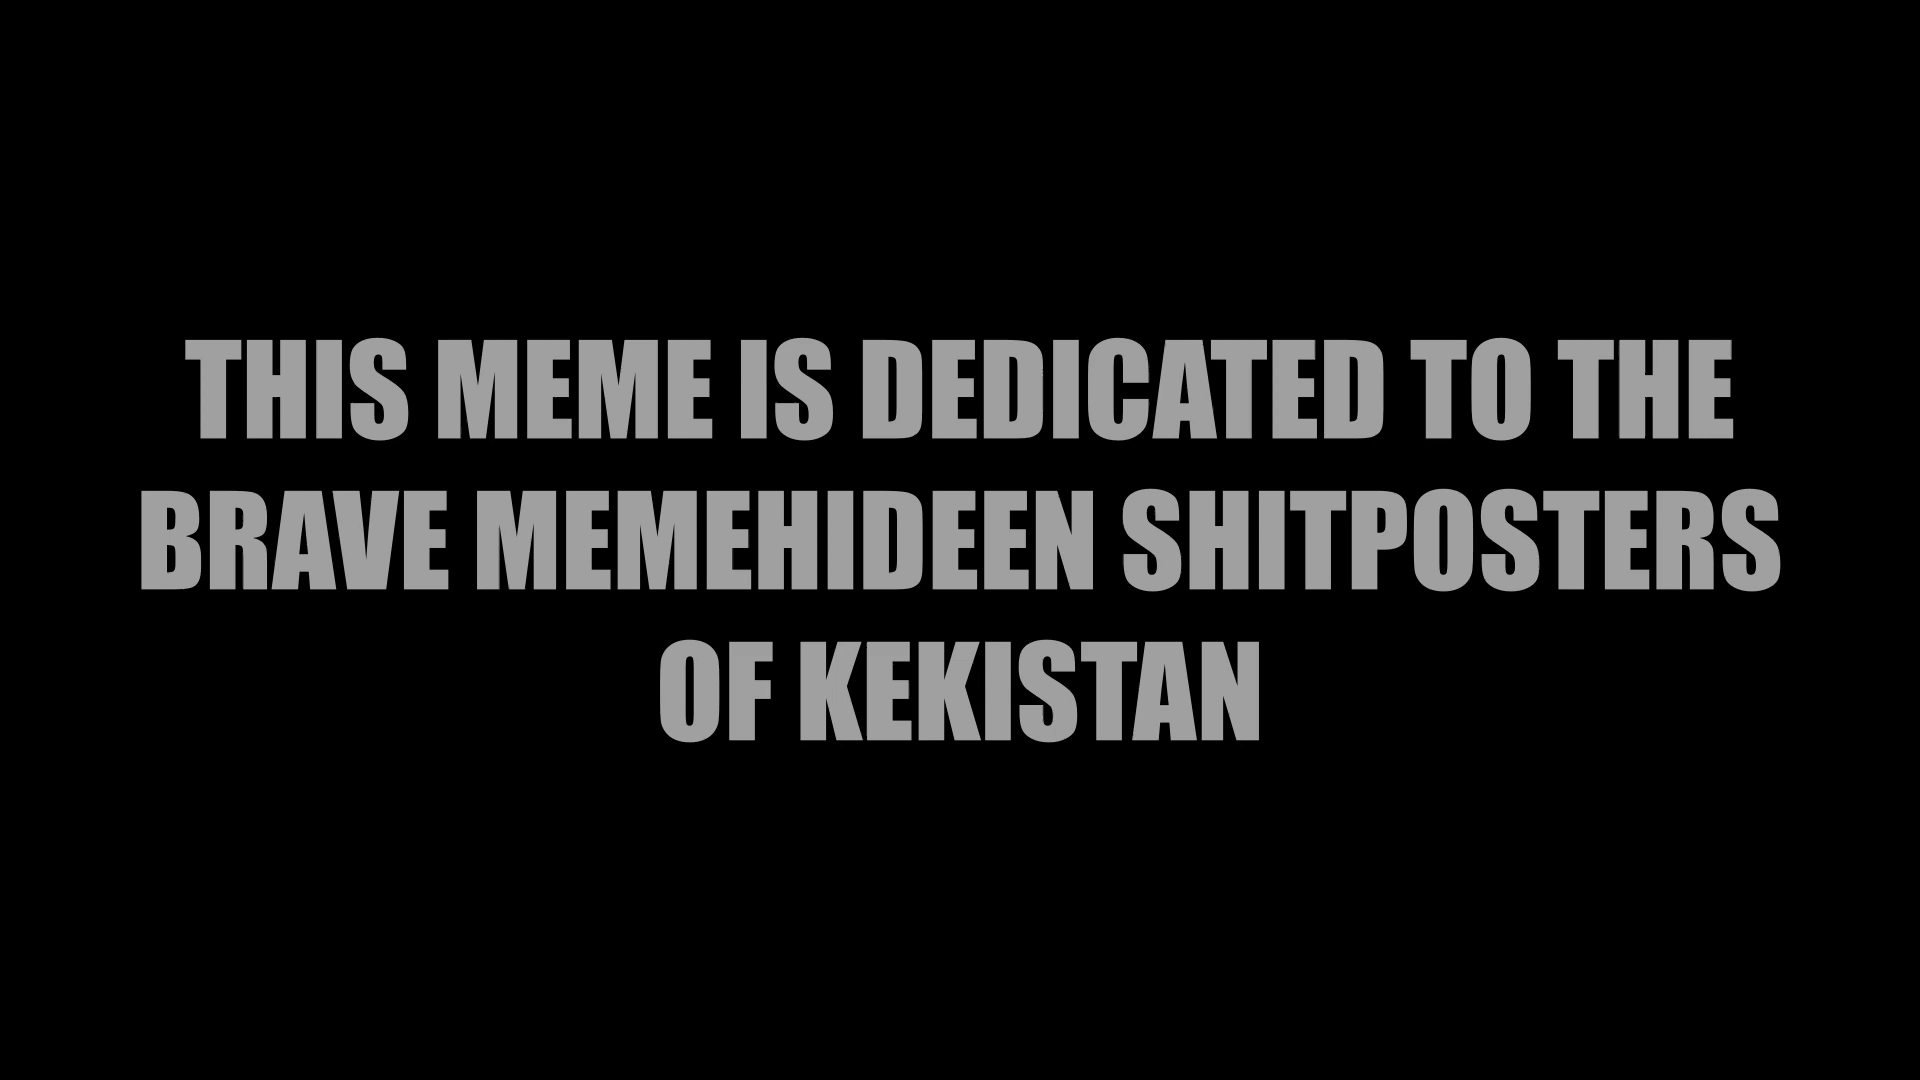 THIS MEME IS DEDICATED TO THE
BRAVE MEMEHIDEEN SHITPOSTERS
OF KEKISTAN